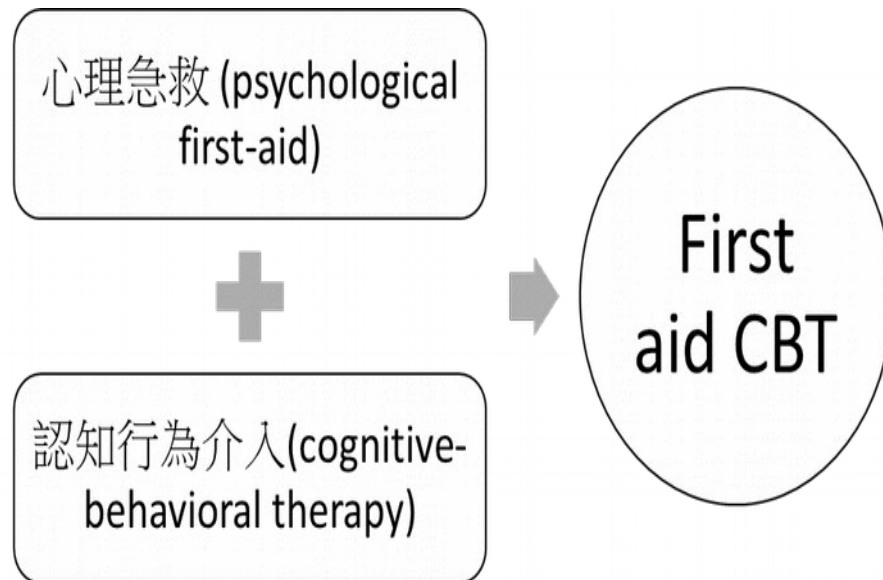 心理急救 (psychological
first-aid)
認知行為介入(cognitive-
behavioral therapy)
First
aid CBT